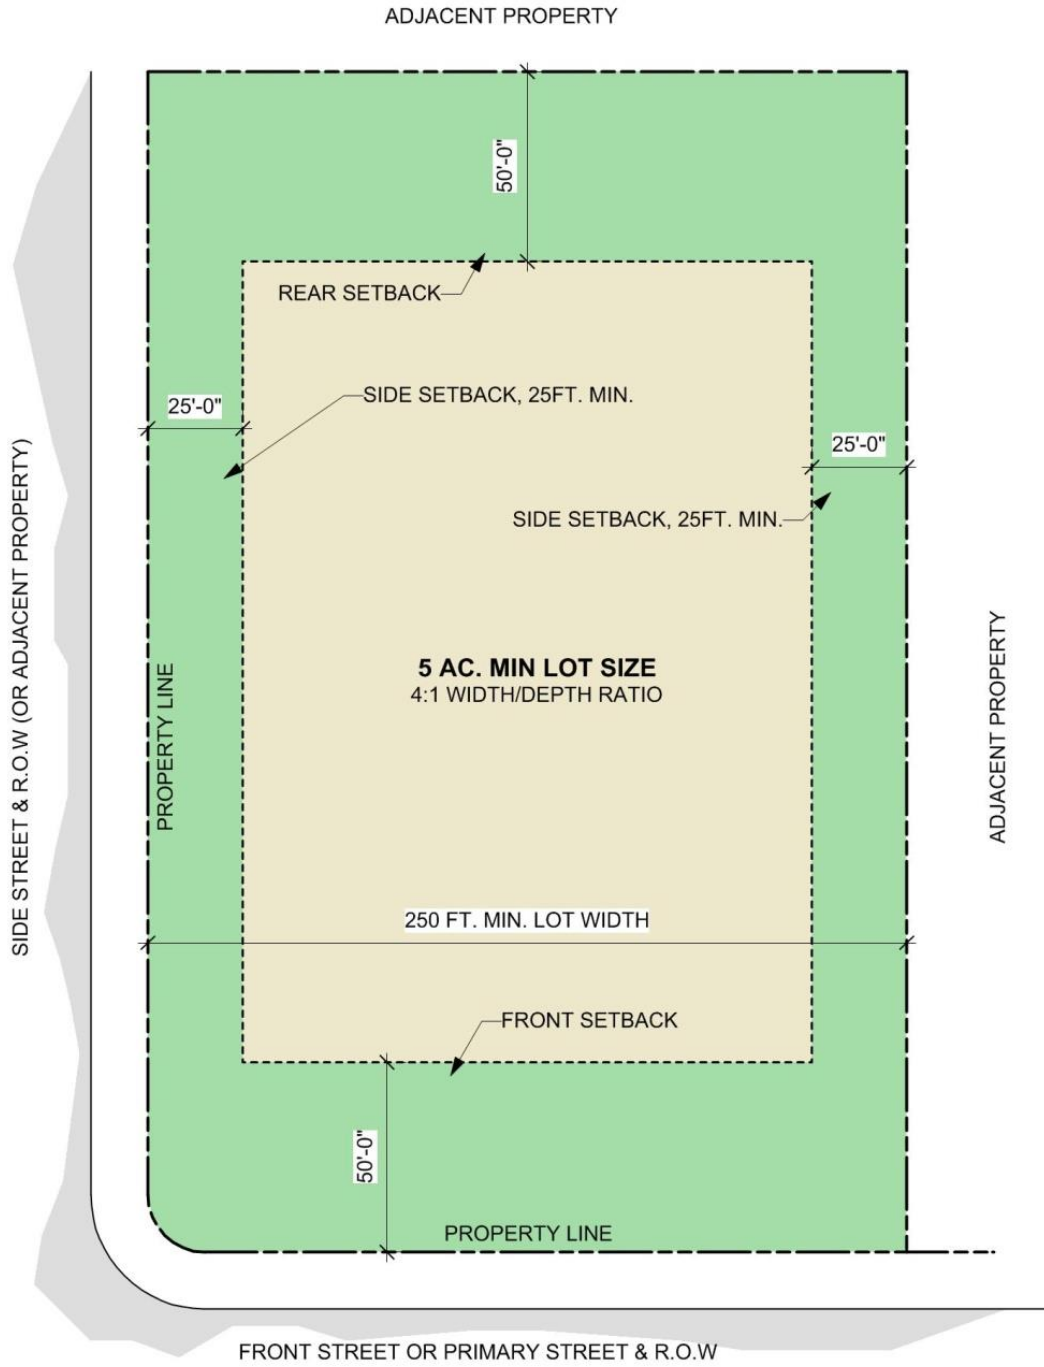 ADJACENT PROPERTY
50'-0"
REAR SETBACK
SIDE SETBACK, 25FT. MIN.
25'-0"
25'-0"
SIDE SETBACK, 25FT. MIN.
SIDE STREET & R.O.W (OR ADJACENT PROPERTY)
PROPERTY LINE
5 AC. MIN LOT SIZE
4:1 WIDTH/DEPTH RATIO
ADJACENT PROPERTY
250 FT. MIN. LOT WIDTH
FRONT SETBACK
50'-0"
PROPERTY LINE
FRONT STREET OR PRIMARY STREET & R.O.W